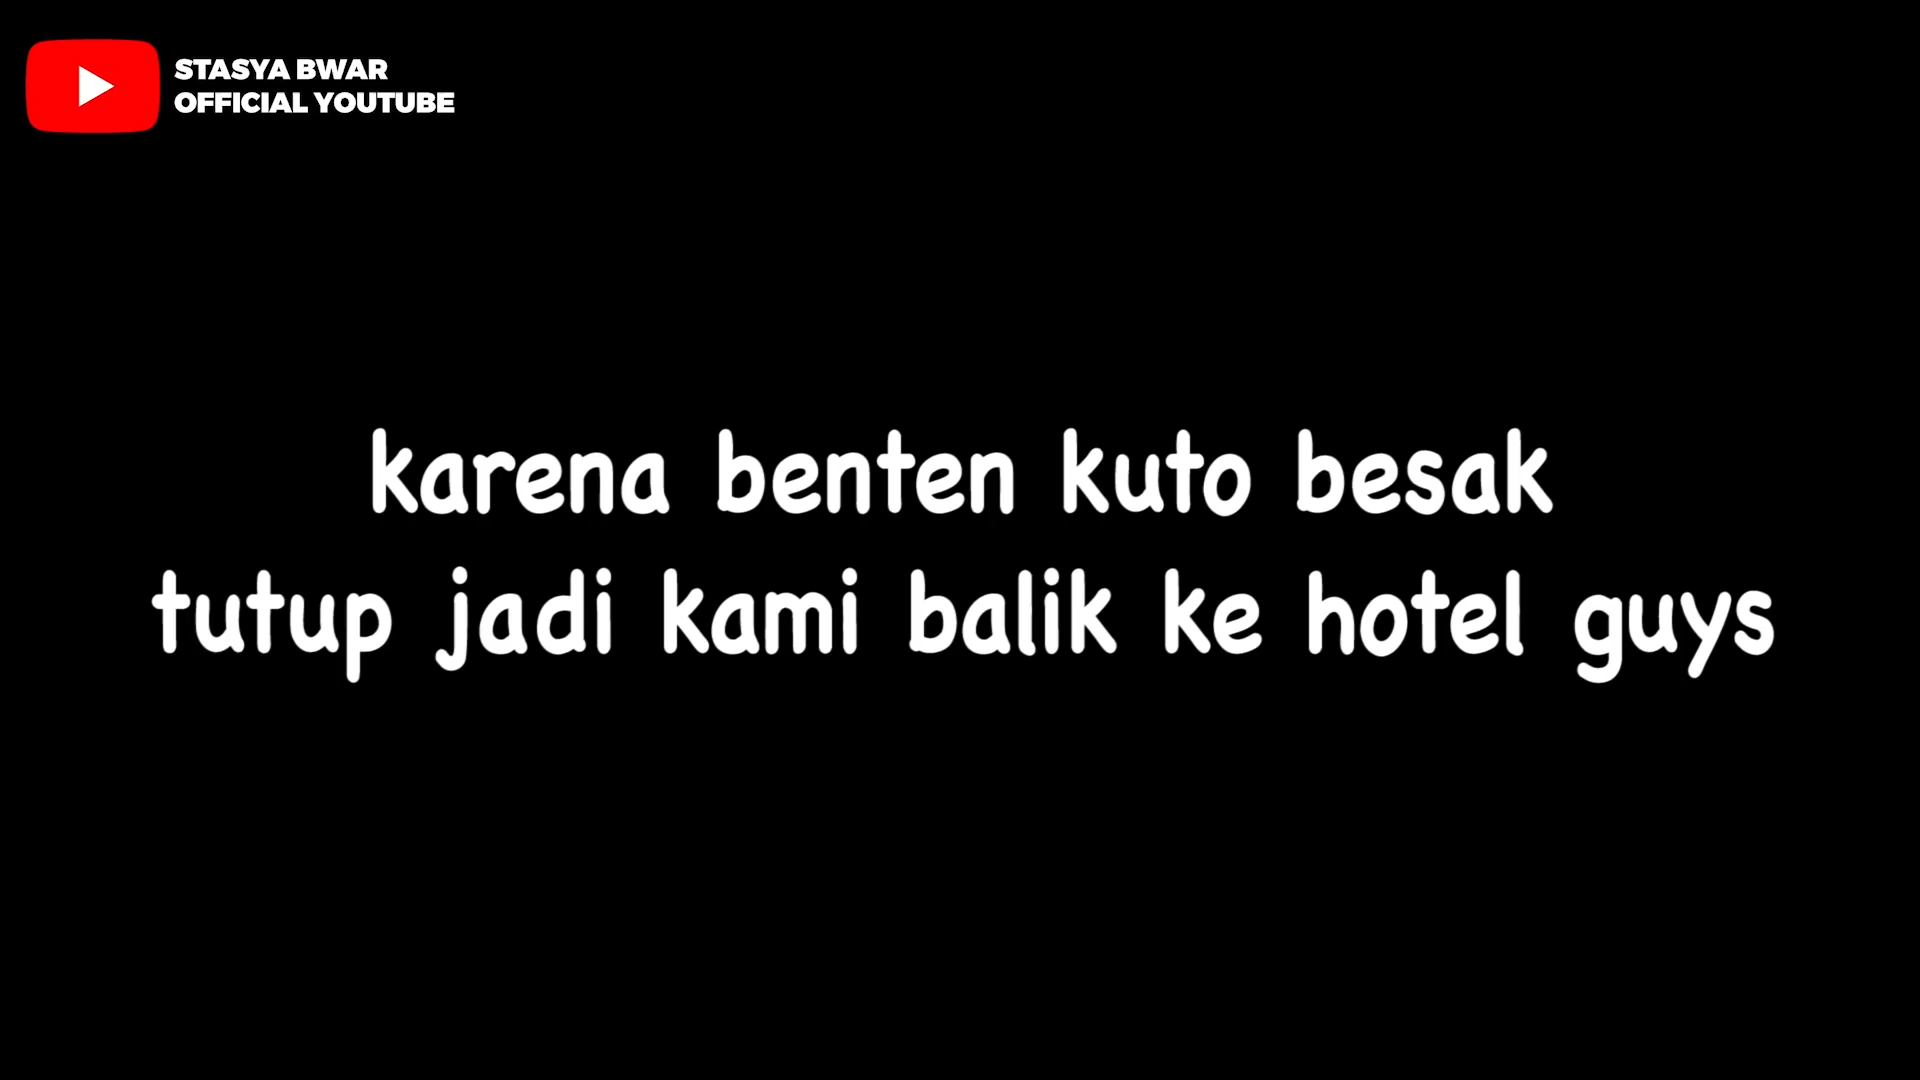 STASYA BWAR
OFFICIAL YOUTUBE
karena benten kuto besak
tutup jadi kami balik ke hotel guys